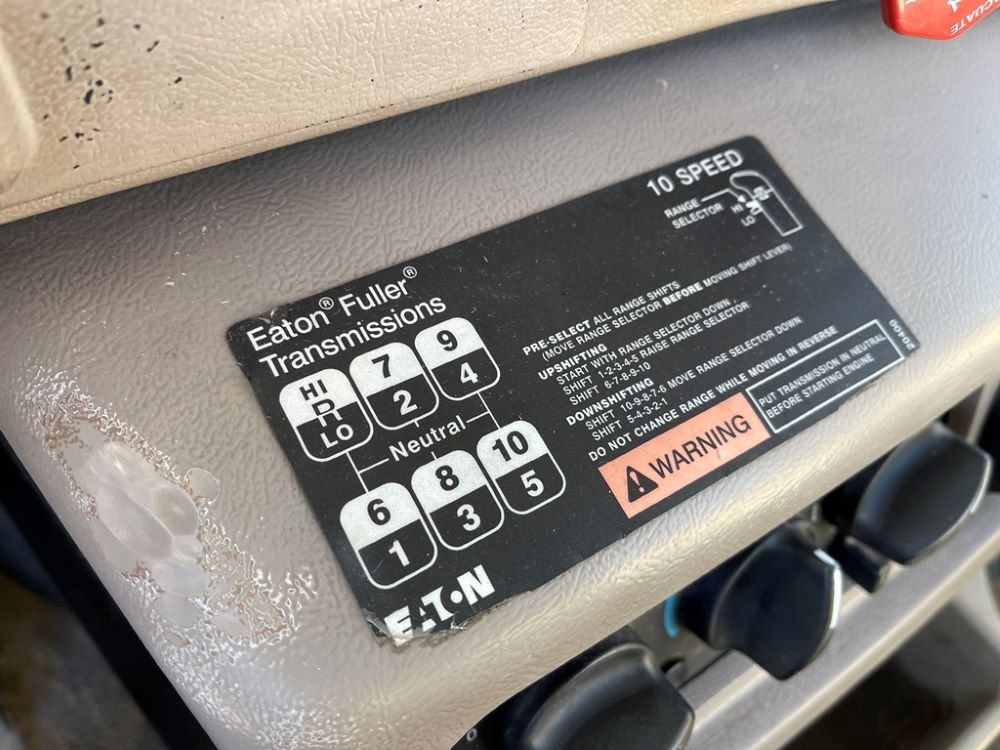 CUATE
10 SPEED
RANGE
SELECTOR
HI
LO
Eaton® Fuller®
Transmissions
HI
R
LO
7
2
9
4
Neutral
6
1
8
3
10
5
PRE-SELECT ALL RANGE SHIFTS
(MOVE RANGE SELECTOR BEFORE MOVING SHIFT LEVER)
UPSHIFTING
START WITH RANGE SELECTOR DOWN,
SHIFT 1-2-3-4-5 RAISE RANGE SELECTOR
SHIFT 6-7-8-9-10
DOWNSHIFTING
SHIFT 10-9-8-7-6 MOVE RANGE SELECTOR DOWN
SHIFT 5-4-3-2-1
DO NOT CHANGE RANGE WHILE MOVING IN REVERSE
WARNING
PUT TRANSMISSION IN NEUTRAL
BEFORE STARTING ENGINE
EATON